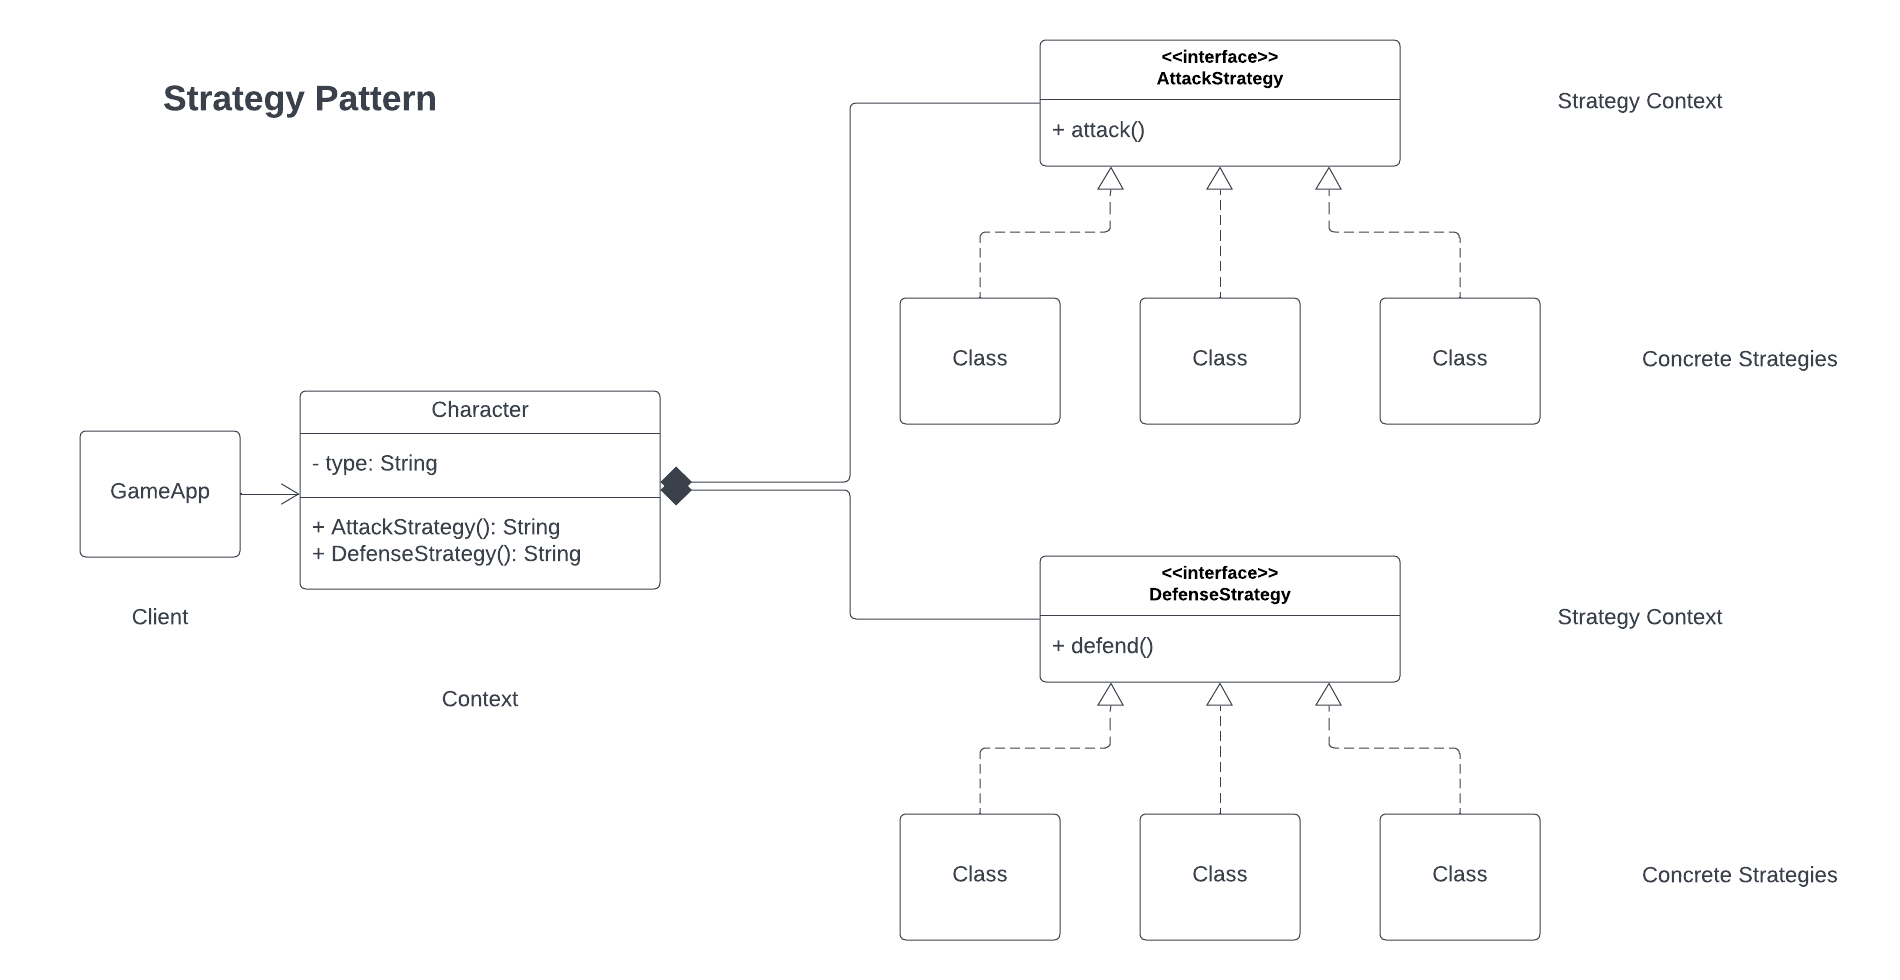 Strategy Pattern
<<interface>>
AttackStrategy
+ attack()
Strategy Context
Class
Class
Class
Concrete Strategies
GameApp
Client
Character
- type: String
+ AttackStrategy(): String
+ DefenseStrategy(): String
Context
<<interface>>
DefenseStrategy
+ defend()
Strategy Context
Class
Class
Class
Concrete Strategies